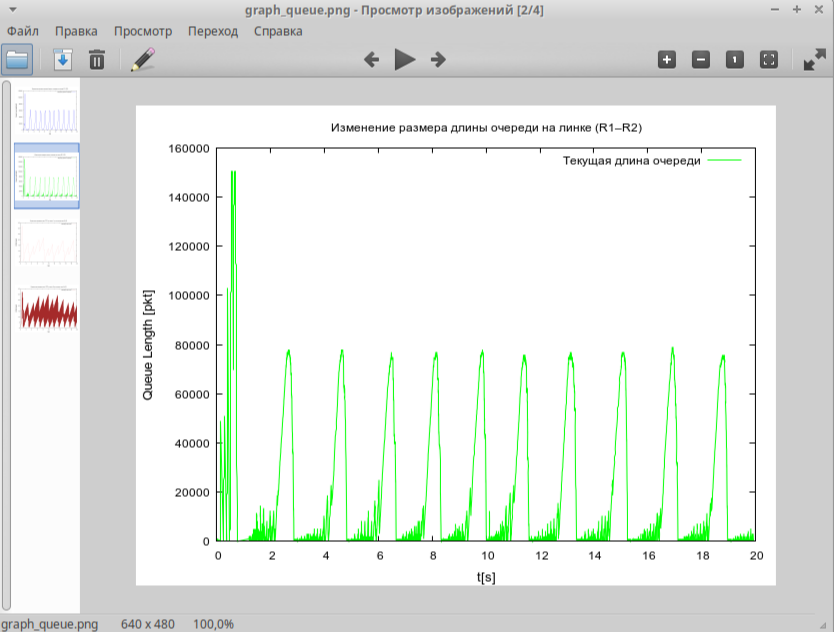 graph_queue.png - Просмотр изображений [2/4]
Файл Правка Просмотр Переход Справка
1
Изменение размера длины очереди на линке (R1–R2)
Текущая длина очереди
160000
140000
120000
100000
80000
60000
40000
20000
0
Queue Length [pkt]
0 2 4 6 8 10 12 14 16 18 20
t[s]
graph_queue.png 640 x 480 100,0%